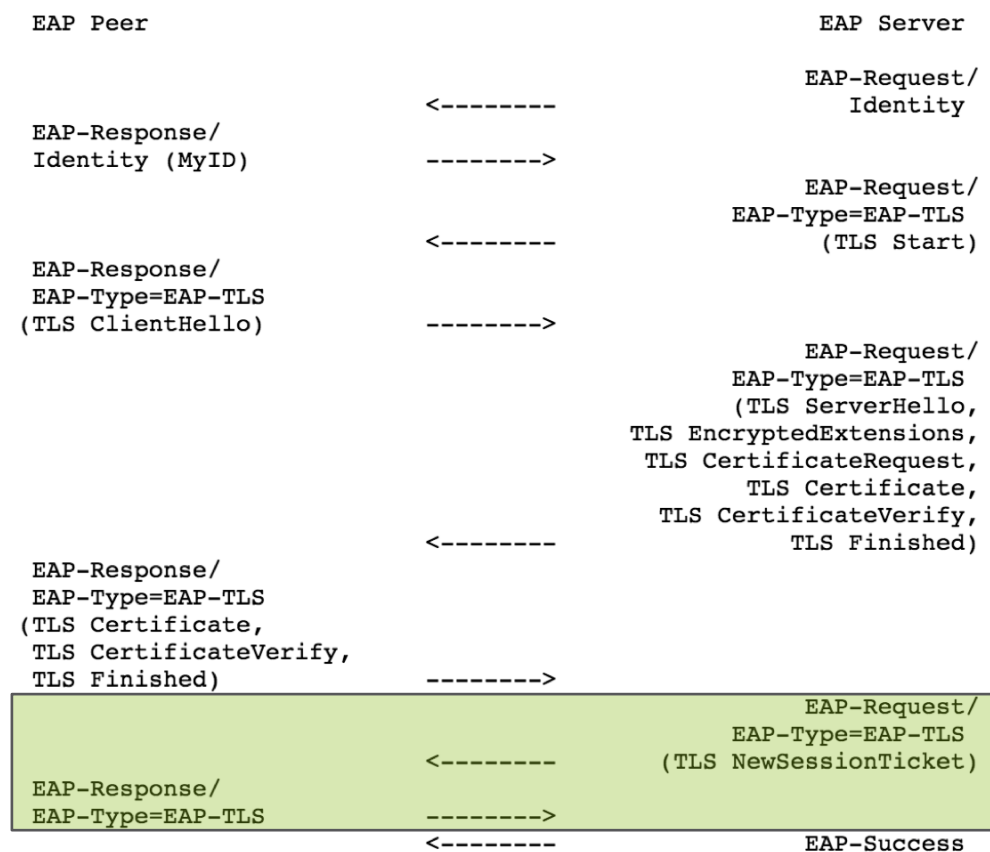 EAP Peer EAP Server
EAP-Request/
<-------- Identity
EAP-Response/
Identity (MyID) -------->
EAP-Request/
EAP-Type=EAP-TLS
<-------- (TLS Start)
EAP-Response/
EAP-Type=EAP-TLS
(TLS ClientHello) -------->
EAP-Request/
EAP-Type=EAP-TLS
(TLS ServerHello,
TLS EncryptedExtensions,
TLS CertificateRequest,
TLS Certificate,
TLS CertificateVerify,
<-------- TLS Finished)
EAP-Response/
EAP-Type=EAP-TLS
(TLS Certificate,
TLS CertificateVerify,
TLS Finished) -------->
EAP-Request/
EAP-Type=EAP-TLS
<-------- (TLS NewSessionTicket)
EAP-Response/
EAP-Type=EAP-TLS -------->
<-------- EAP-Success